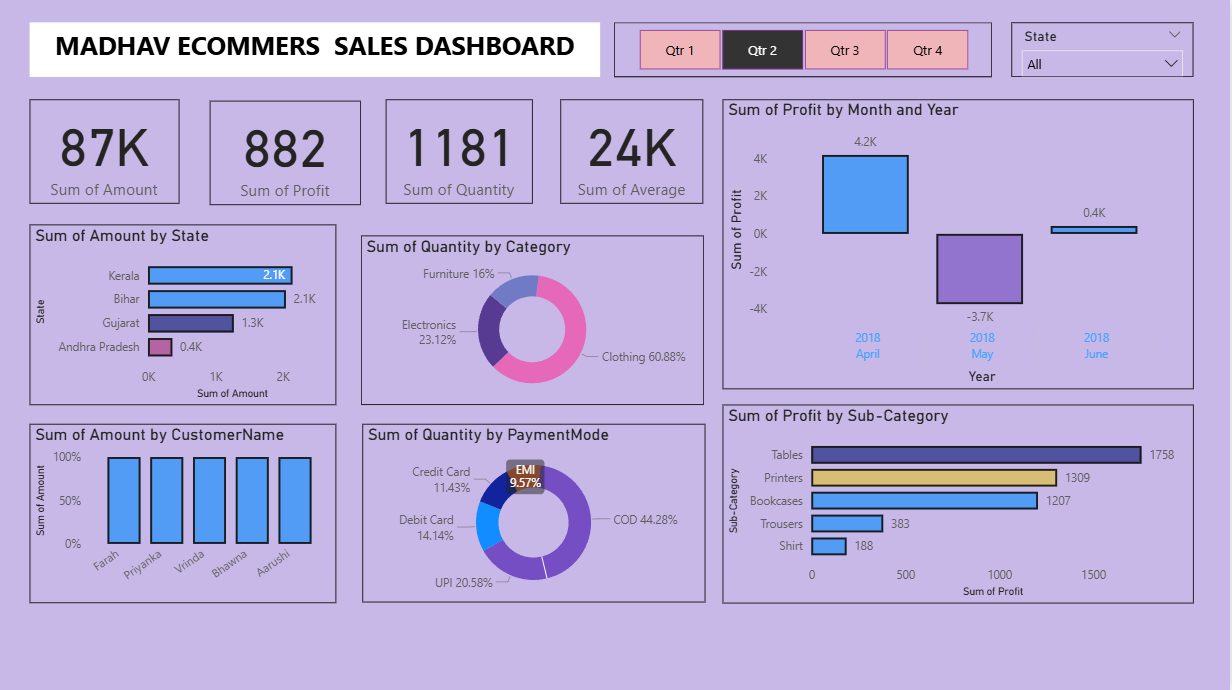 MADHAV ECOMMERS  SALES DASHBOARD
Qtr 1
Qtr 2
Qtr 3
Qtr 4
State
All
87K
Sum of Amount
882
Sum of Profit
1181
Sum of Quantity
24K
Sum of Average
Sum of Profit by Month and Year
Sum of Profit
4K
2K
0K
-2K
-4K
4.2K
-3.7K
0.4K
2018
April
2018
May
2018
June
Year
Sum of Amount by State
State
Kerala
2.1K
Bihar
2.1K
Gujarat
1.3K
Andhra Pradesh
0.4K
0K
1K
2K
Sum of Amount
Sum of Quantity by Category
Furniture 16%
Electronics
23.12%
Clothing 60.88%
Sum of Amount by CustomerName
Sum of Amount
100%
50%
0%
Farah
Priyanka
Vrinda
Bhawna
Aarushi
Sum of Quantity by PaymentMode
EMI
9.57%
Credit Card
11.43%
Debit Card
14.14%
COD 44.28%
UPI 20.58%
Sum of Profit by Sub-Category
Sub-Category
Tables
1758
Printers
1309
Bookcases
1207
Trousers
383
Shirt
188
0
500
1000
1500
Sum of Profit